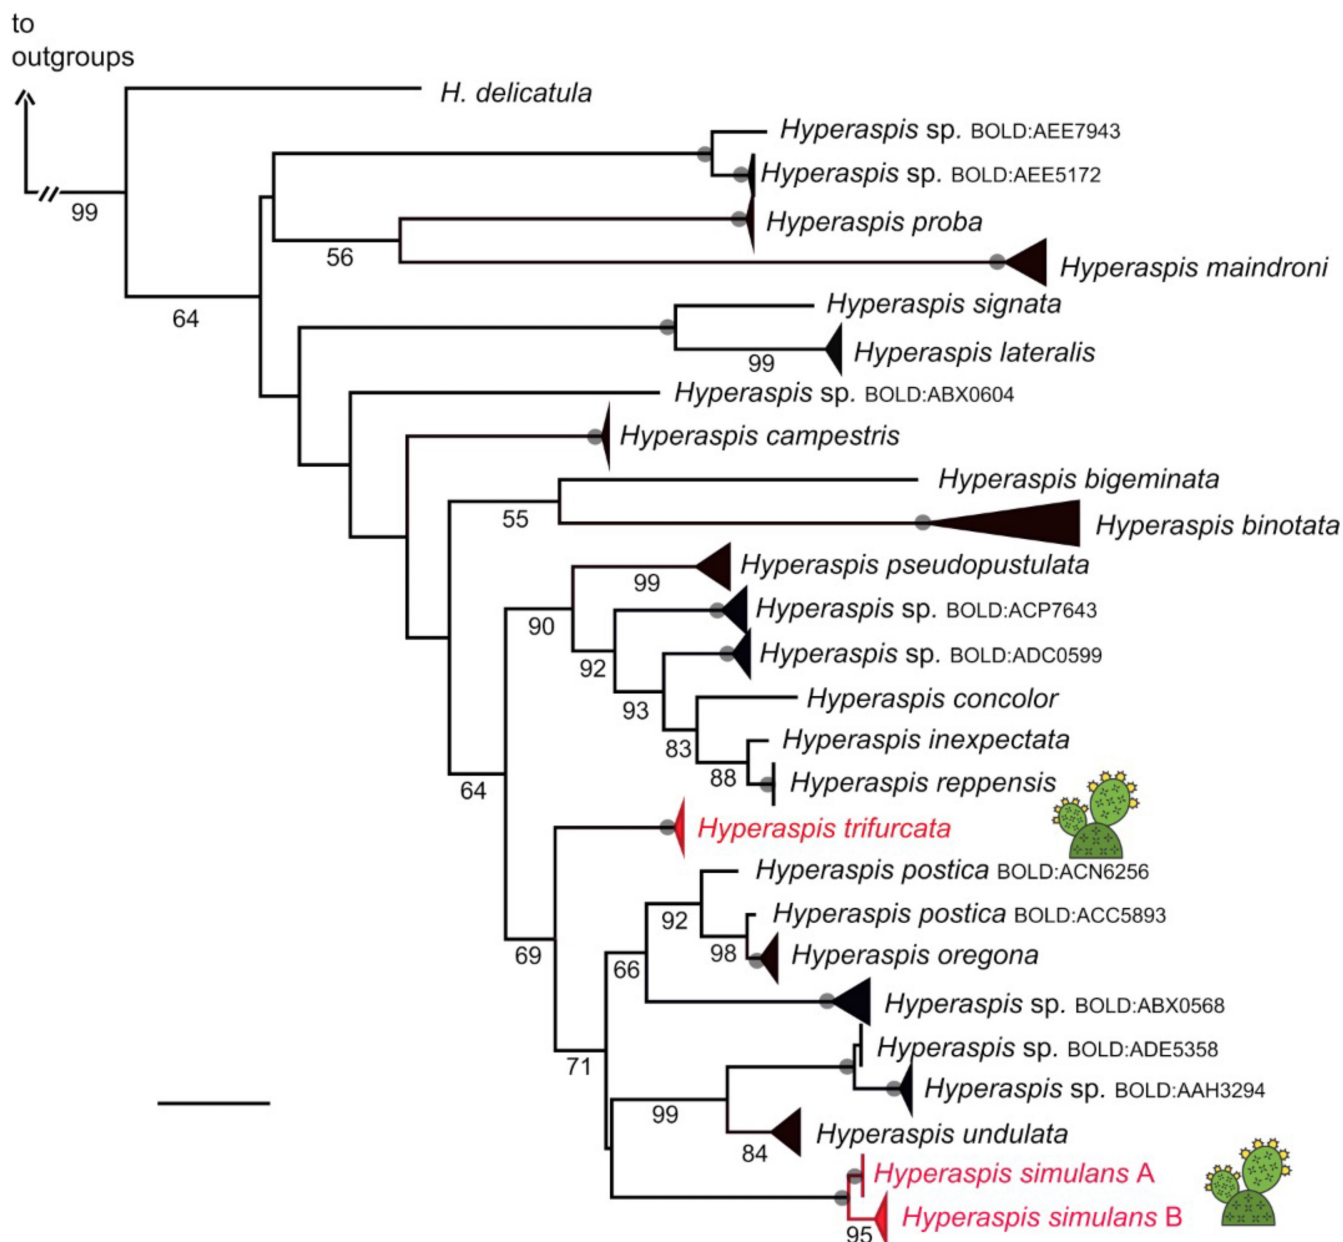 to
outgroups
H. delicatula
Hyperaspis sp. BOLD:AEE7943
Hyperaspis sp. BOLD:AEE5172
99
Hyperaspis proba
56
Hyperaspis maindroni
Hyperaspis signata
64
Hyperaspis lateralis
99
Hyperaspis sp. BOLD:ABX0604
Hyperaspis campestris
Hyperaspis bigeminata
55
Hyperaspis binotata
Hyperaspis pseudopustulata
99
Hyperaspis sp. BOLD:ACP7643
90
Hyperaspis sp. BOLD:ADC0599
92
Hyperaspis concolor
93
Hyperaspis inexpectata
83
88
Hyperaspis reppensis
64
Hyperaspis trifurcata
Hyperaspis postica BOLD:ACN6256
Hyperaspis postica BOLD:ACC5893
92
98
Hyperaspis oregona
69
66
Hyperaspis sp. BOLD:ABX0568
Hyperaspis sp. BOLD:ADE5358
71
Hyperaspis sp. BOLD:AAH3294
99
Hyperaspis undulata
84
Hyperaspis simulans A
Hyperaspis simulans B
95